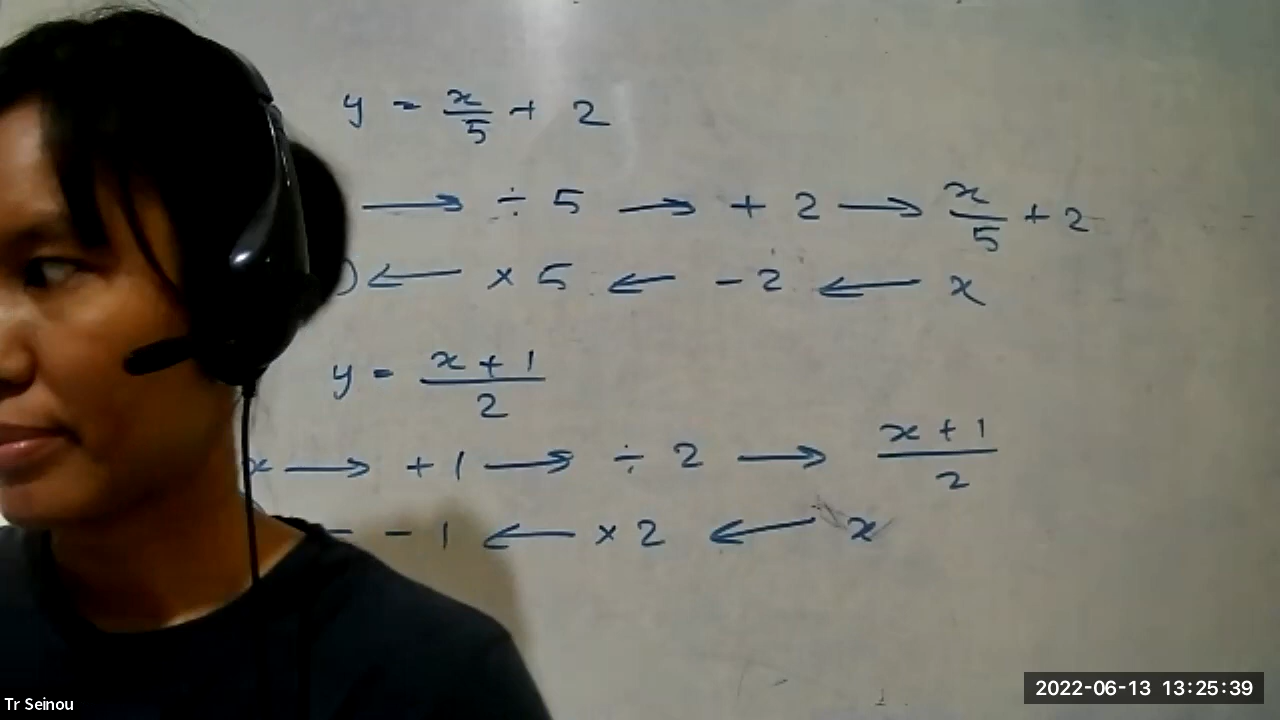 y = x/5 + 2
⟶ ÷ 5 ⟶ + 2 ⟶ x/5 + 2
) ⟵ × 5 ⟵ - 2 ⟵ x
y = (x + 1)/2
x ⟶ + 1 ⟶ ÷ 2 ⟶ (x + 1)/2
- 1 ⟵ × 2 ⟵ x
Tr Seinou
2022-06-13 13:25:39